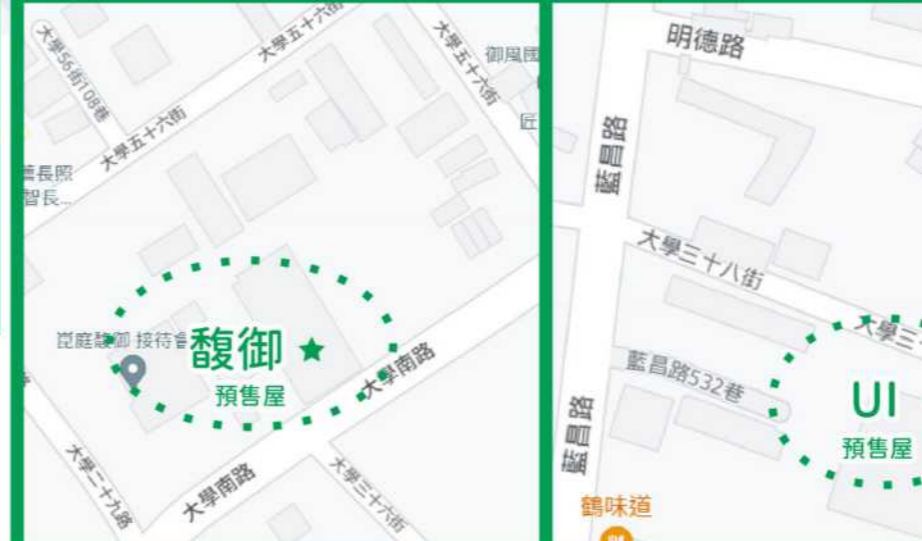 大學56街108巷
大學五十六街
大學五十六街
大學五十六街
御風國
匠
長照
智長...
崑庭馥御 接待會
馥御
預售屋
大學南路
大學南路
大學二十九路
大學三十六街
明德路
藍昌路
大學三十八街
大學三
藍昌路532巷
UI
預售屋
藍昌路
鶴味道